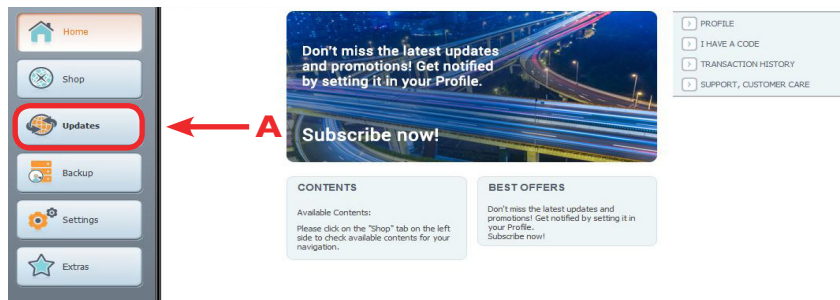 Home
Shop
Updates
Backup
Settings
Extras
A
Don't miss the latest updates
and promotions! Get notified
by setting it in your Profile.
Subscribe now!
CONTENTS
Available Contents:
Please click on the "Shop" tab on the left
side to check available contents for your
navigation.
BEST OFFERS
Don't miss the latest updates and
promotions! Get notified by setting it in
your Profile.
Subscribe now!
PROFILE
I HAVE A CODE
TRANSACTION HISTORY
SUPPORT, CUSTOMER CARE